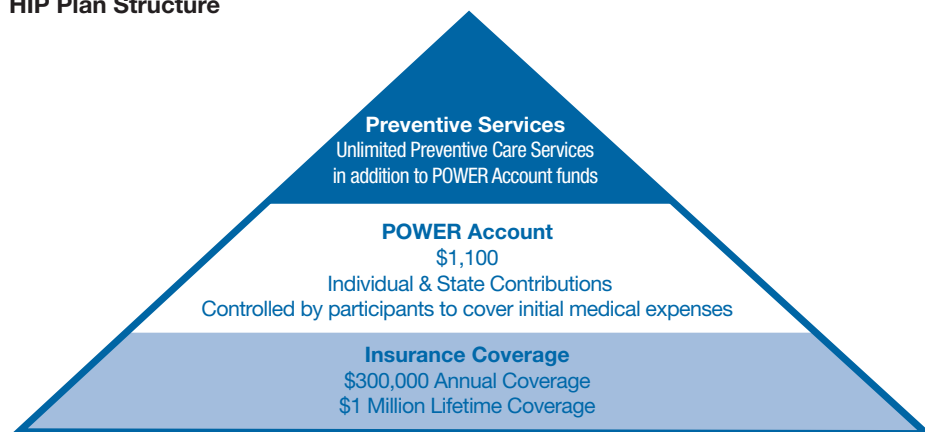 HIP Plan Structure
Preventive Services
Unlimited Preventive Care Services
in addition to POWER Account funds
POWER Account
$1,100
Individual & State Contributions
Controlled by participants to cover initial medical expenses
Insurance Coverage
$300,000 Annual Coverage
$1 Million Lifetime Coverage